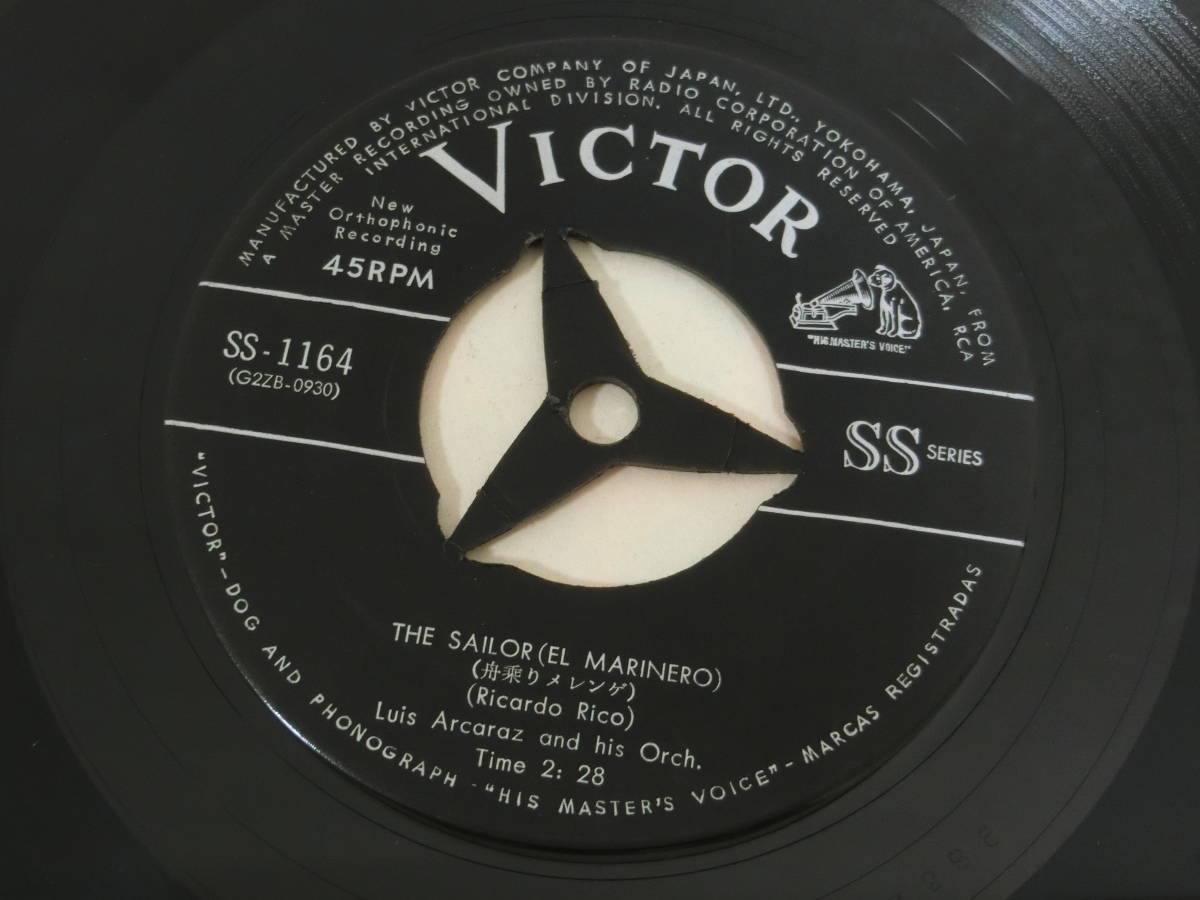 MANUFACTURED BY VICTOR COMPANY OF JAPAN, LTD., YOKOHAMA, JAPAN, FROM
A MASTER RECORDING OWNED BY RADIO CORPORATION OF AMERICA, RCA
INTERNATIONAL DIVISION. ALL RIGHTS RESERVED
VICTOR
New
Orthophonic
Recording
45RPM
"HIS MASTER'S VOICE"
SS-1164
(G2ZB-0930)
SS SERIES
THE SAILOR (EL MARINERO)
(舟乗りメレンゲ)
(Ricardo Rico)
Luis Arcaraz and his Orch.
Time 2: 28
"VICTOR"-DOG AND PHONOGRAPH-"HIS MASTER'S VOICE"-MARCAS REGISTRADAS